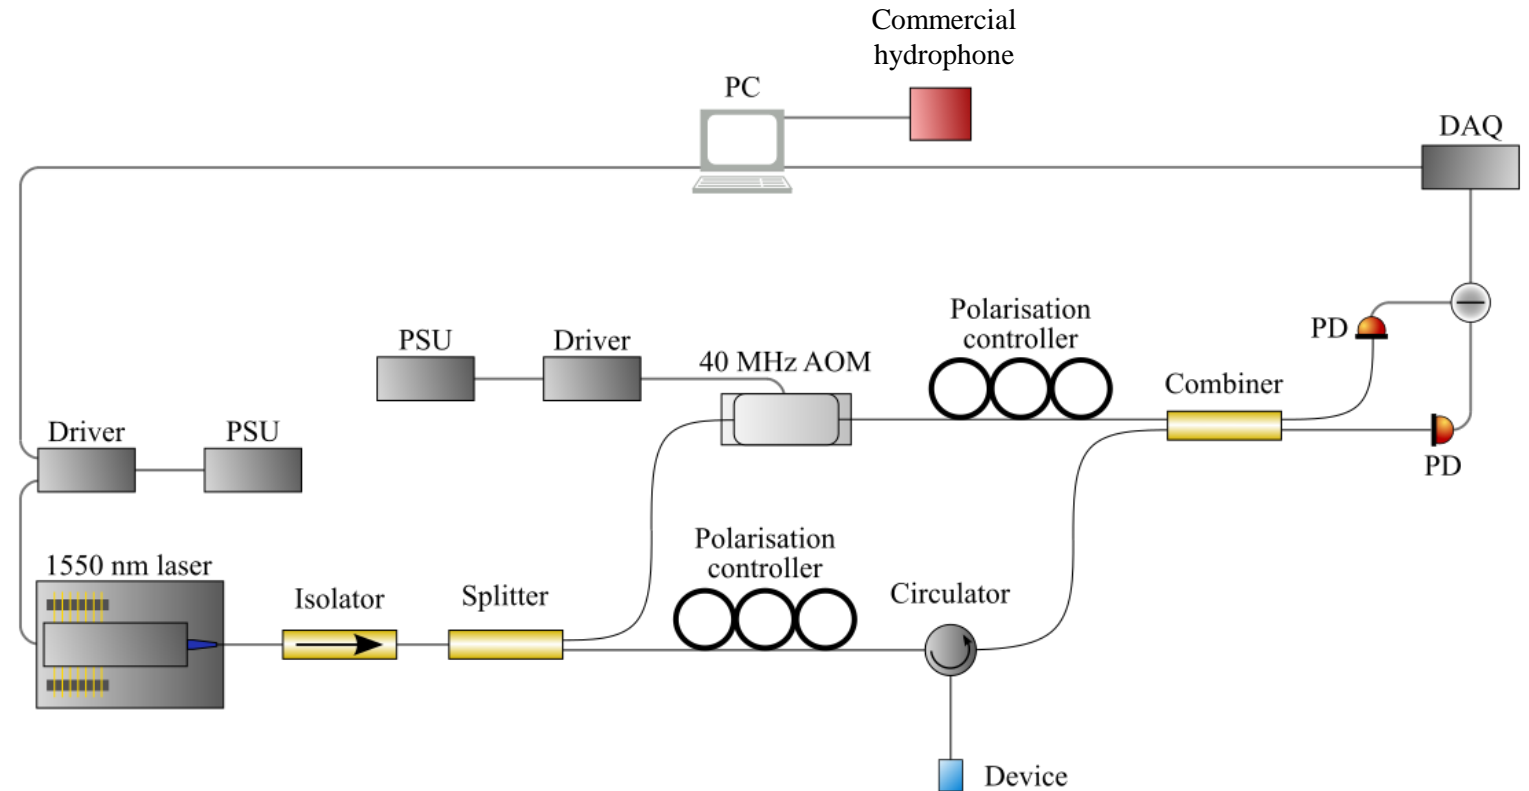 Commercial
hydrophone
PC
DAQ
Polarisation
controller
PD
PSU
Driver
40 MHz AOM
Combiner
Driver
PSU
PD
Polarisation
controller
1550 nm laser
Isolator
Splitter
Circulator
Device